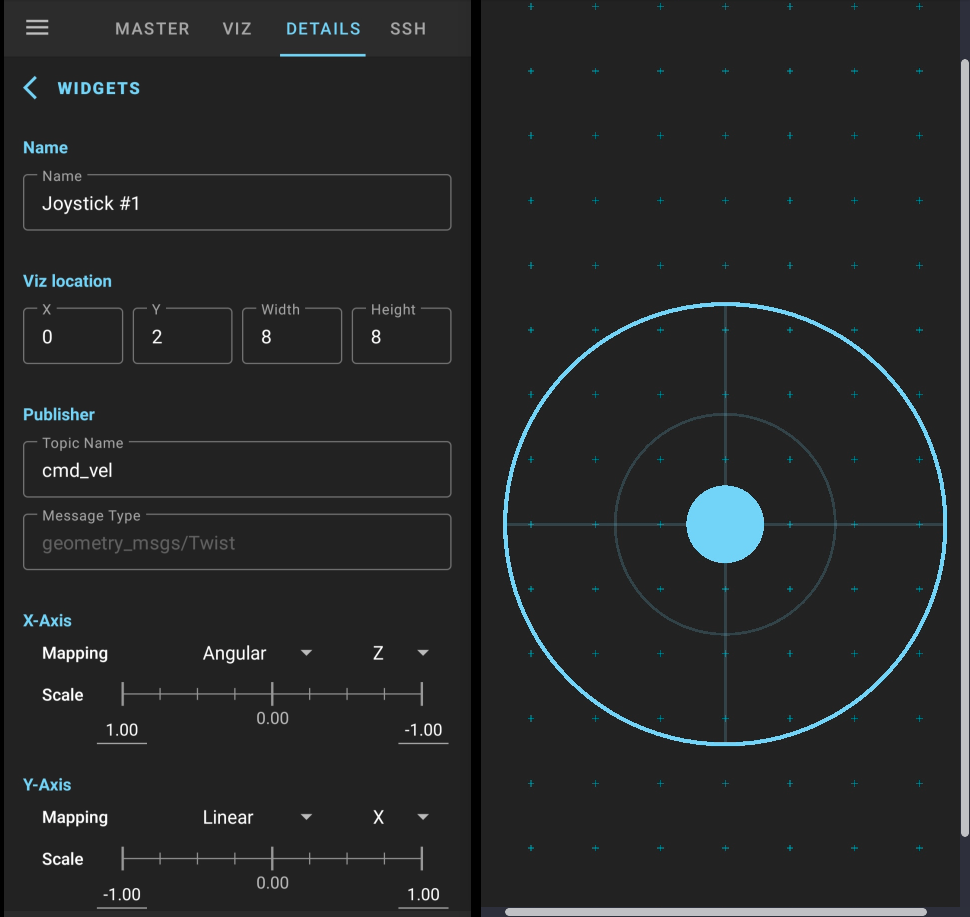 MASTER VIZ DETAILS SSH
WIDGETS
Name
Name
Joystick #1
Viz location
X Y Width Height
0 2 8 8
Publisher
Topic Name
cmd_vel
Message Type
geometry_msgs/Twist
X-Axis
Mapping Angular Z
Scale
0.00
1.00 -1.00
Y-Axis
Mapping Linear X
Scale
0.00
-1.00 1.00